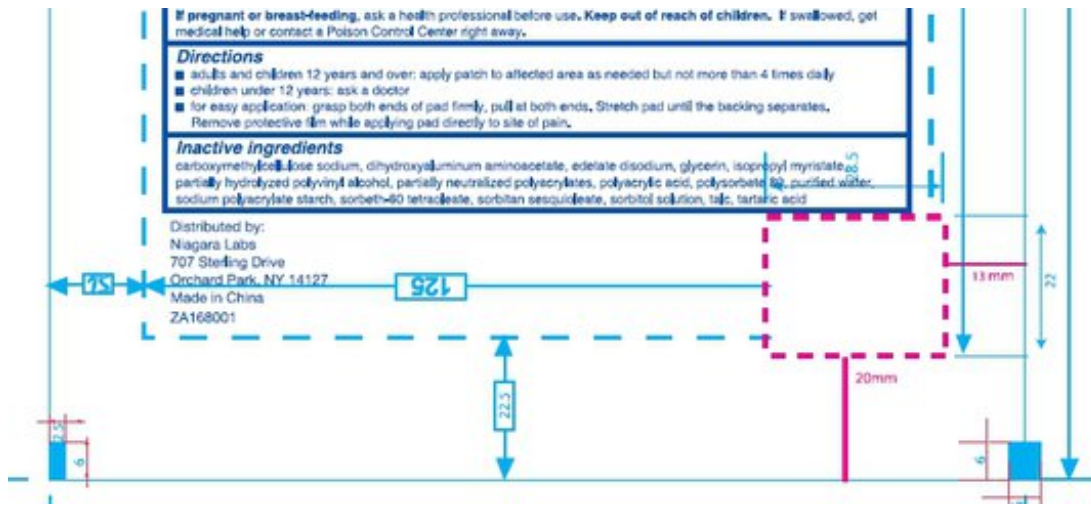 If pregnant or breast-feeding, ask a health professional before use. Keep out of reach of children. If swallowed, get
medical help or contact a Poison Control Center right away.
Directions
■ adults and children 12 years and over: apply patch to affected area as needed but not more than 4 times daily
■ children under 12 years: ask a doctor
■ for easy application: grasp both ends of pad firmly, pull at both ends. Stretch pad until the backing separates.
Remove protective film while applying pad directly to site of pain.
Inactive ingredients
carboxymethylcellulose sodium, dihydroxyaluminum aminoacetate, edetate disodium, glycerin, isopropyl myristate,
partially hydrolyzed polyvinyl alcohol, partially neutralized polyacrylates, polyacrylic acid, polysorbate 80, purified water,
sodium polyacrylate starch, sorbeth-60 tetraoleate, sorbitan sesquioleate, sorbitol solution, talc, tartaric acid
28.5
Distributed by:
Niagara Labs
707 Sterling Drive
Orchard Park, NY 14127
Made in China
ZA168001
15
125
13 mm
22
20mm
22.5
2.5
6
6